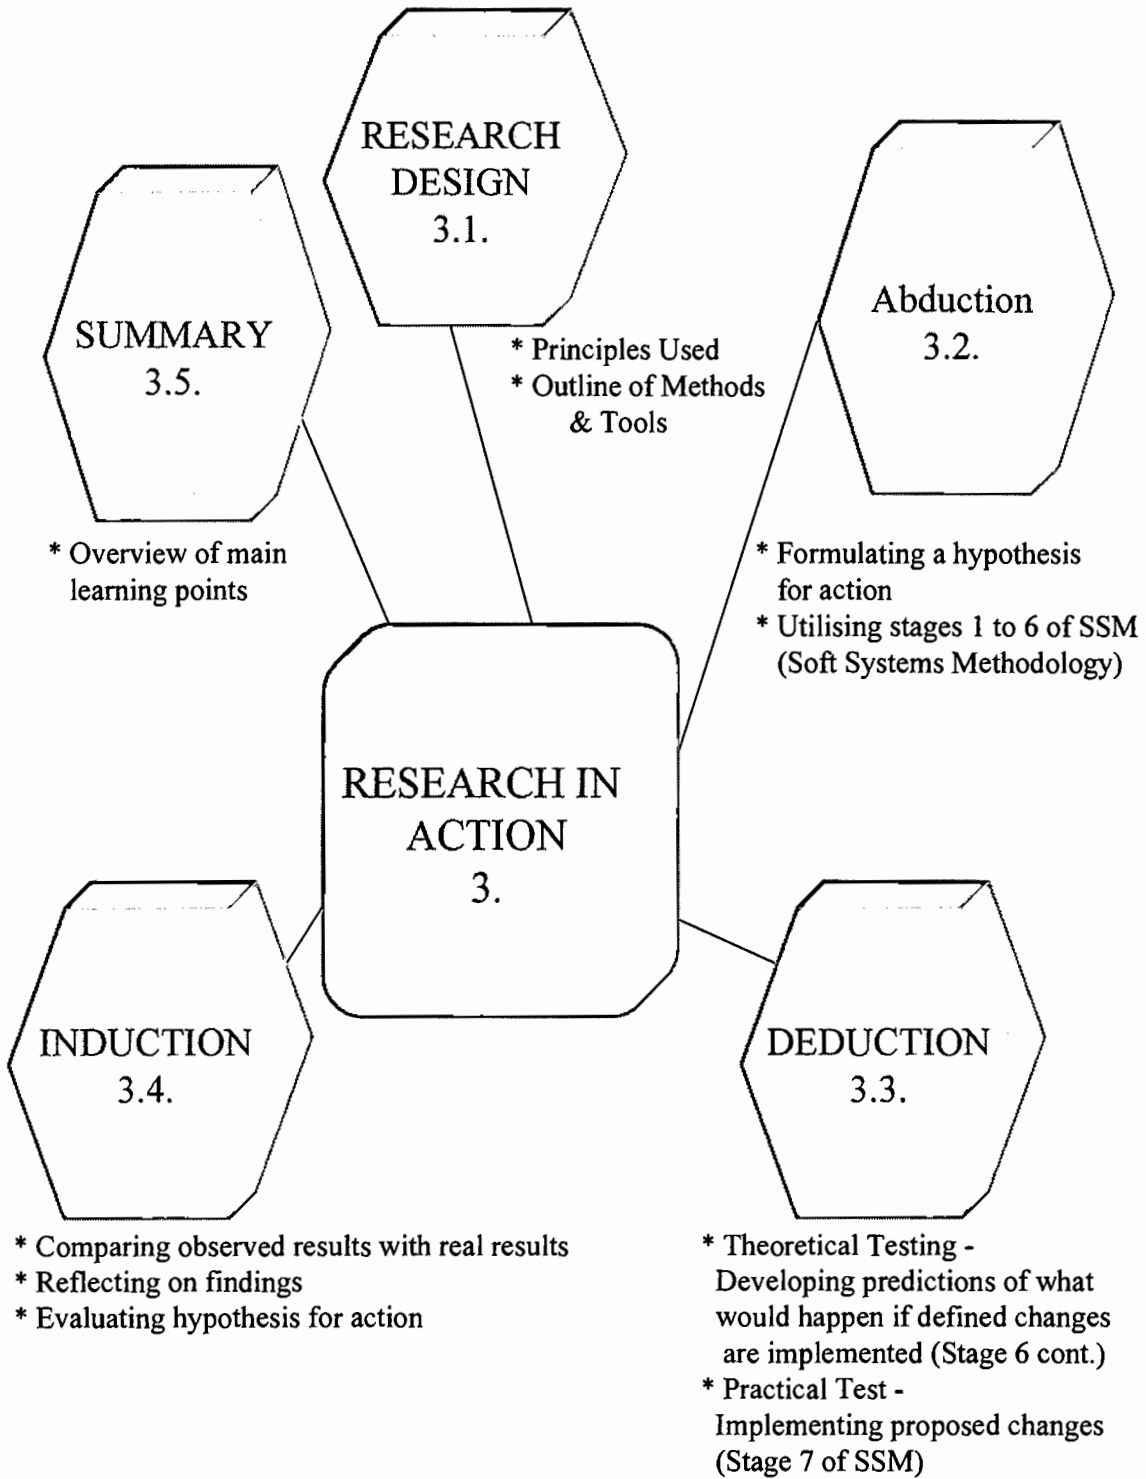 RESEARCH
DESIGN
3.1.
* Principles Used
* Outline of Methods
& Tools
Abduction
3.2.
* Formulating a hypothesis
for action
* Utilising stages 1 to 6 of SSM
(Soft Systems Methodology)
SUMMARY
3.5.
* Overview of main
learning points
RESEARCH IN
ACTION
3.
INDUCTION
3.4.
* Comparing observed results with real results
* Reflecting on findings
* Evaluating hypothesis for action
DEDUCTION
3.3.
* Theoretical Testing -
Developing predictions of what
would happen if defined changes
are implemented (Stage 6 cont.)
* Practical Test -
Implementing proposed changes
(Stage 7 of SSM)